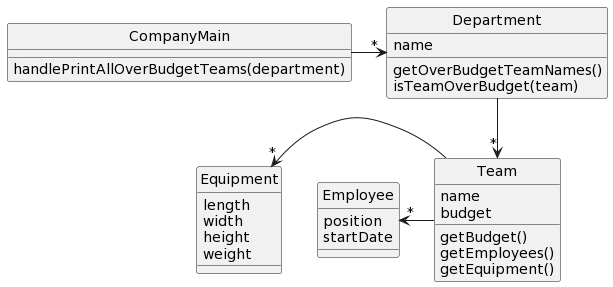 CompanyMain
handlePrintAllOverBudgetTeams(department)
*
Department
name
getOverBudgetTeamNames()
isTeamOverBudget(team)
*
*
Equipment
length
width
height
weight
Employee
position
startDate
*
Team
name
budget
getBudget()
getEmployees()
getEquipment()